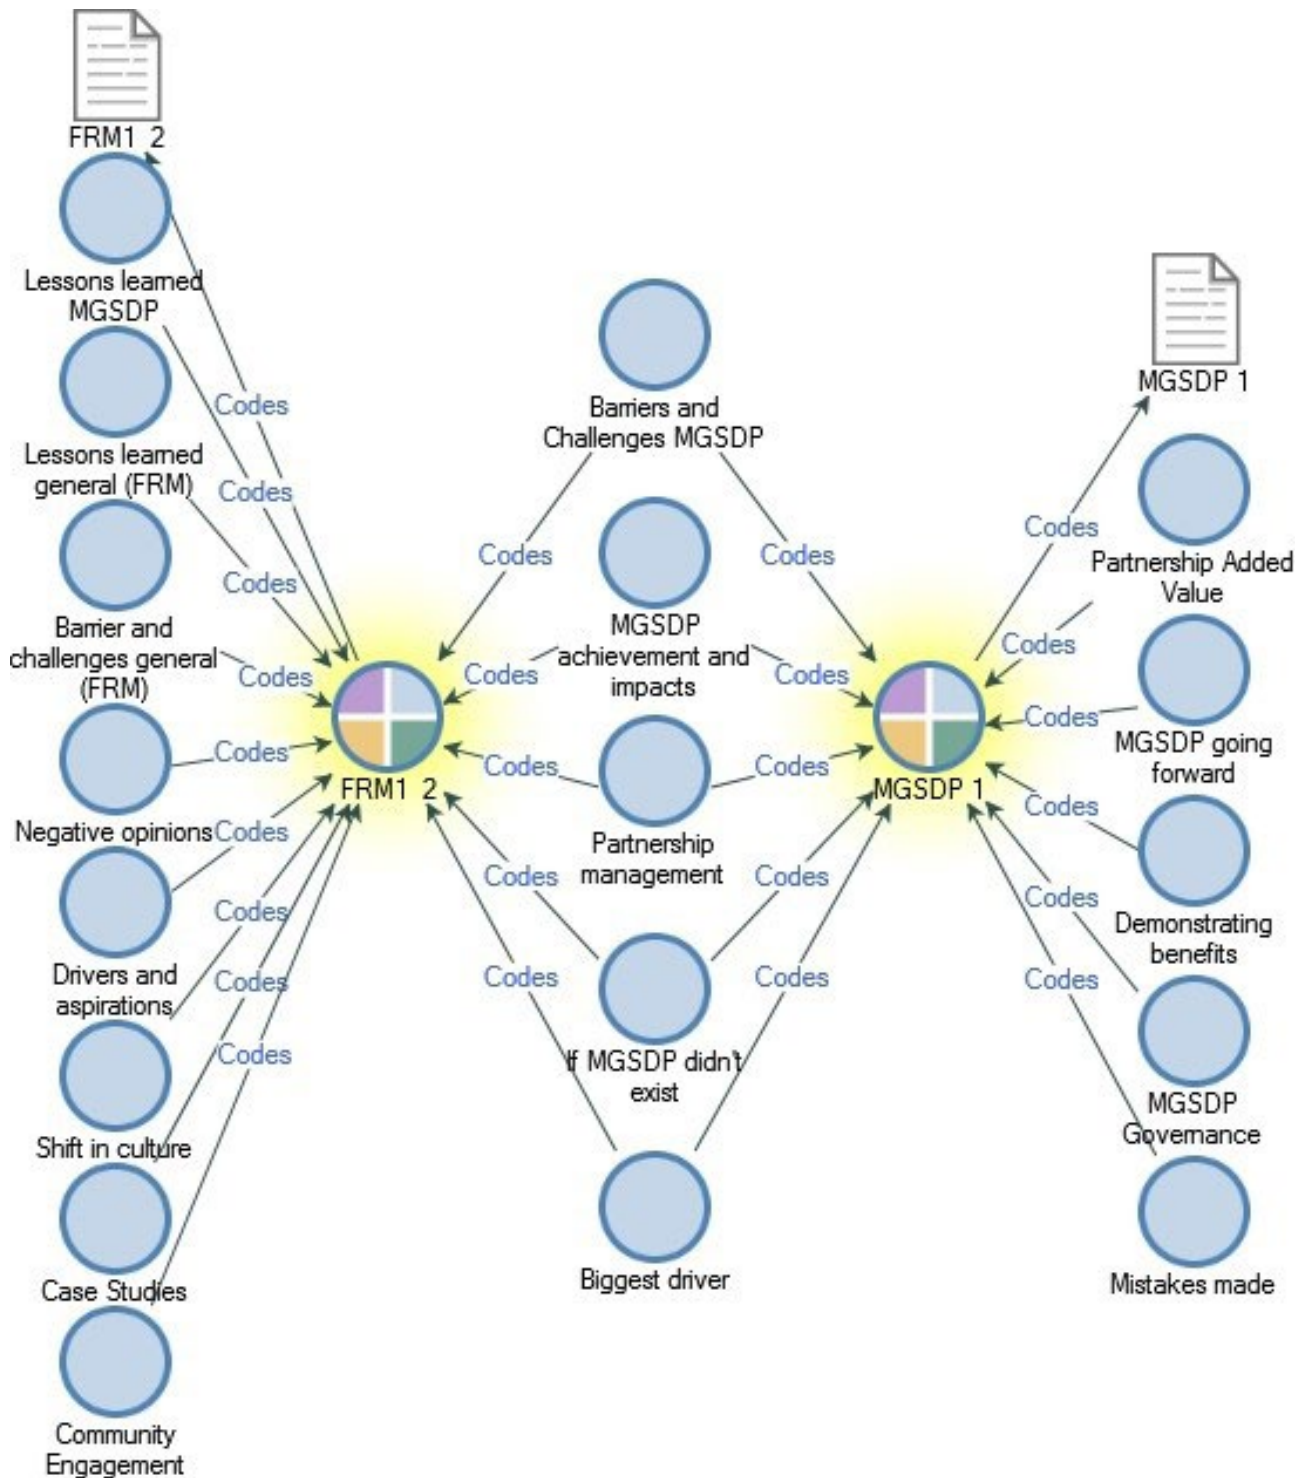 FRM1 2
Lessons learned
MGSDP
Lessons learned
general (FRM)
Barrier and
challenges general
(FRM)
Negative opinions
Drivers and
aspirations
Shift in culture
Case Studies
Community
Engagement
Codes
Codes
Codes
Codes
Codes
Codes
Codes
Codes
Codes
FRM1 2
Barriers and
Challenges MGSDP
MGSDP
achievement and
impacts
Partnership
management
If MGSDP didn't
exist
Biggest driver
Codes
Codes
Codes
Codes
Codes
Codes
Codes
Codes
Codes
Codes
MGSDP 1
MGSDP 1
Partnership Added
Value
MGSDP going
forward
Demonstrating
benefits
MGSDP
Governance
Mistakes made
Codes
Codes
Codes
Codes
Codes
Codes